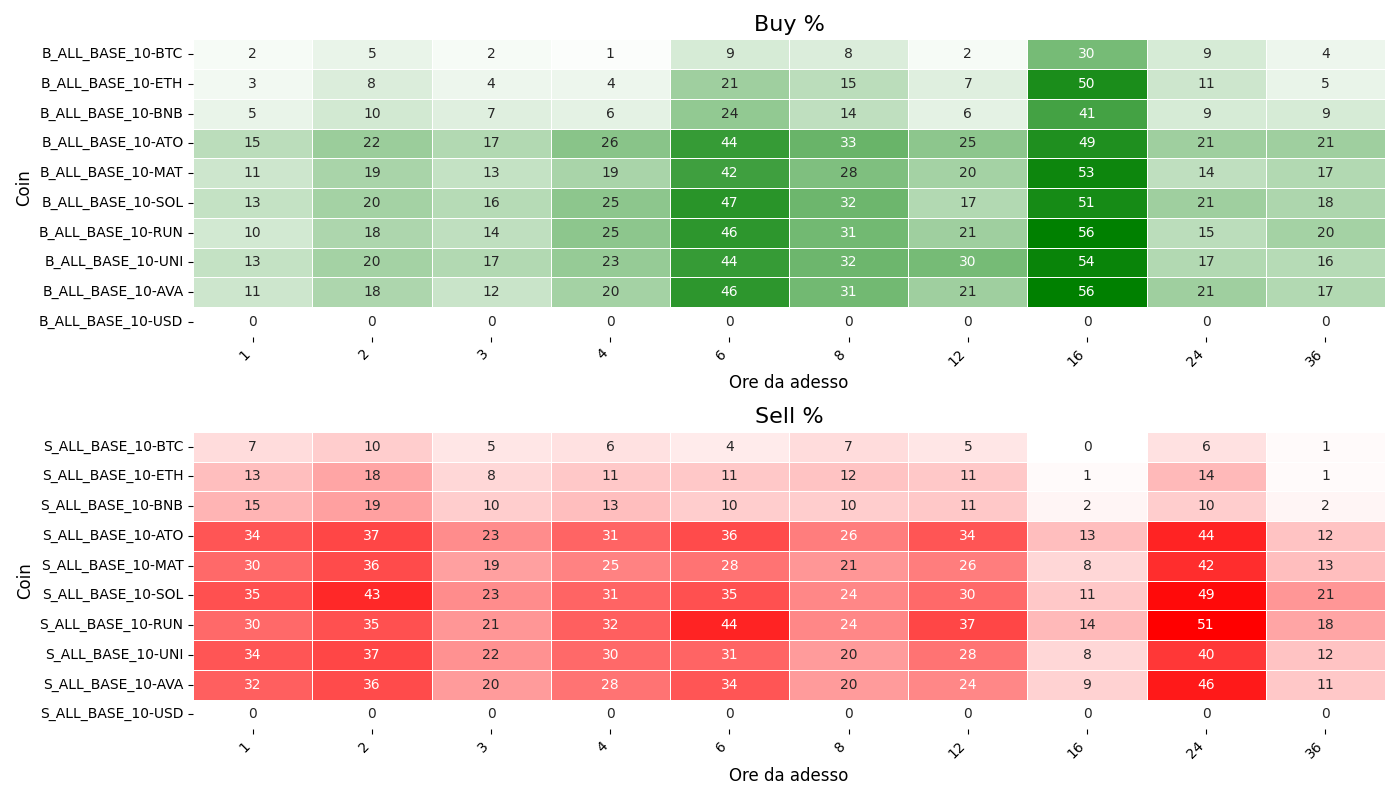 Buy %
Coin
B_ALL_BASE_10-BTC 2 5 2 1 9 8 2 30 9 4
B_ALL_BASE_10-ETH 3 8 4 4 21 15 7 50 11 5
B_ALL_BASE_10-BNB 5 10 7 6 24 14 6 41 9 9
B_ALL_BASE_10-ATO 15 22 17 26 44 33 25 49 21 21
B_ALL_BASE_10-MAT 11 19 13 19 42 28 20 53 14 17
B_ALL_BASE_10-SOL 13 20 16 25 47 32 17 51 21 18
B_ALL_BASE_10-RUN 10 18 14 25 46 31 21 56 15 20
B_ALL_BASE_10-UNI 13 20 17 23 44 32 30 54 17 16
B_ALL_BASE_10-AVA 11 18 12 20 46 31 21 56 21 17
B_ALL_BASE_10-USD 0 0 0 0 0 0 0 0 0 0
1 2 3 4 6 8 12 16 24 36
Ore da adesso
Sell %
Coin
S_ALL_BASE_10-BTC 7 10 5 6 4 7 5 0 6 1
S_ALL_BASE_10-ETH 13 18 8 11 11 12 11 1 14 1
S_ALL_BASE_10-BNB 15 19 10 13 10 10 11 2 10 2
S_ALL_BASE_10-ATO 34 37 23 31 36 26 34 13 44 12
S_ALL_BASE_10-MAT 30 36 19 25 28 21 26 8 42 13
S_ALL_BASE_10-SOL 35 43 23 31 35 24 30 11 49 21
S_ALL_BASE_10-RUN 30 35 21 32 44 24 37 14 51 18
S_ALL_BASE_10-UNI 34 37 22 30 31 20 28 8 40 12
S_ALL_BASE_10-AVA 32 36 20 28 34 20 24 9 46 11
S_ALL_BASE_10-USD 0 0 0 0 0 0 0 0 0 0
1 2 3 4 6 8 12 16 24 36
Ore da adesso